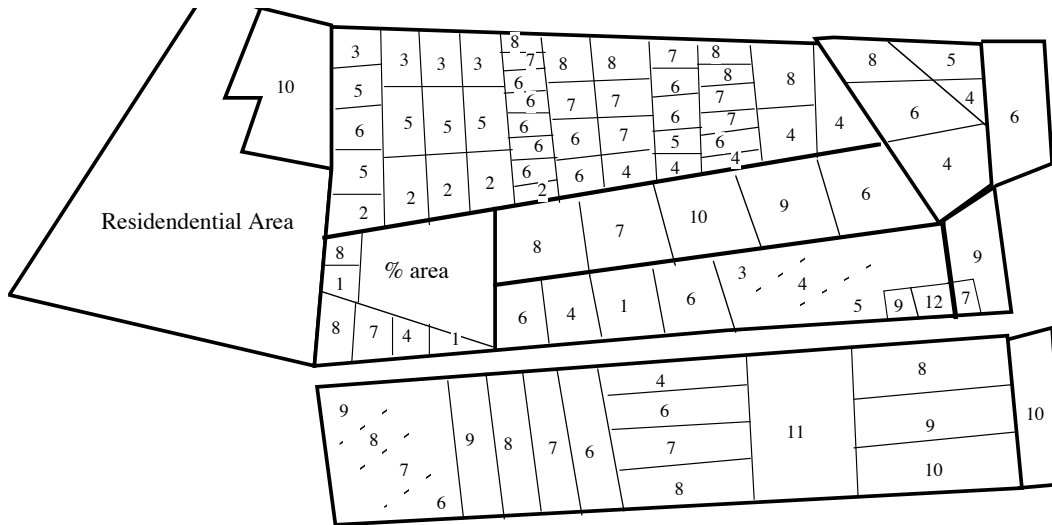 10
3 3 3 3 8 7 8 8 7 8 8 8 5
5 6 6 8 7 4 6
6 5 5 5 6 6 7 7 6 7 4 4 6
5 6 6 7 5 6 4
2 2 2 2 6 2 6 4 4 4
Residendential Area
8 7 10 9 6
8 % area 9
1 3 4
6 4 1 6 5 9 12 7
8 7 4 1
9 4 8
9 8 6 11 9 10
8 7 6 7
7 10
6 8